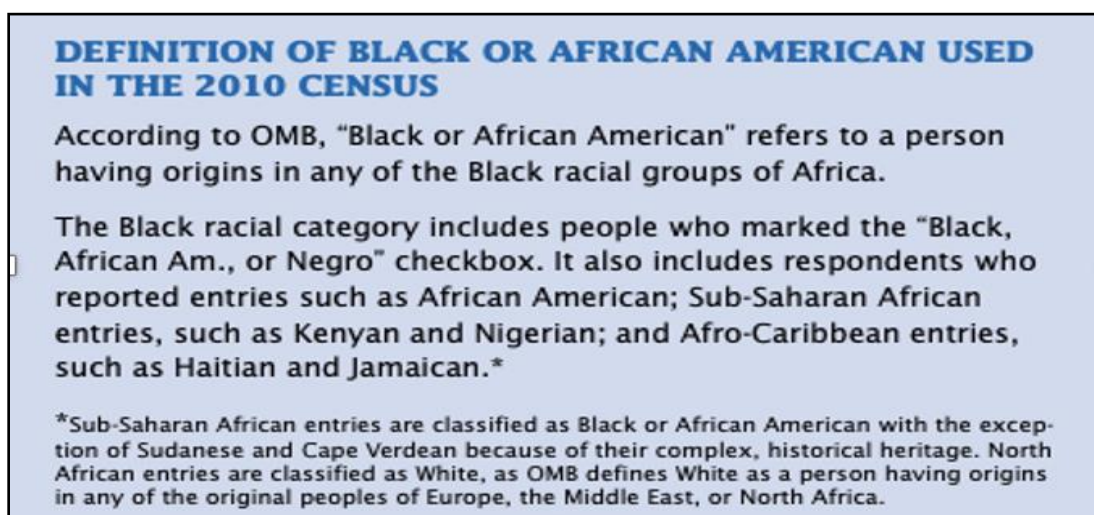 DEFINITION OF BLACK OR AFRICAN AMERICAN USED
IN THE 2010 CENSUS
According to OMB, “Black or African American” refers to a person
having origins in any of the Black racial groups of Africa.
The Black racial category includes people who marked the “Black,
African Am., or Negro” checkbox. It also includes respondents who
reported entries such as African American; Sub-Saharan African
entries, such as Kenyan and Nigerian; and Afro-Caribbean entries,
such as Haitian and Jamaican.*
*Sub-Saharan African entries are classified as Black or African American with the excep-
tion of Sudanese and Cape Verdean because of their complex, historical heritage. North
African entries are classified as White, as OMB defines White as a person having origins
in any of the original peoples of Europe, the Middle East, or North Africa.